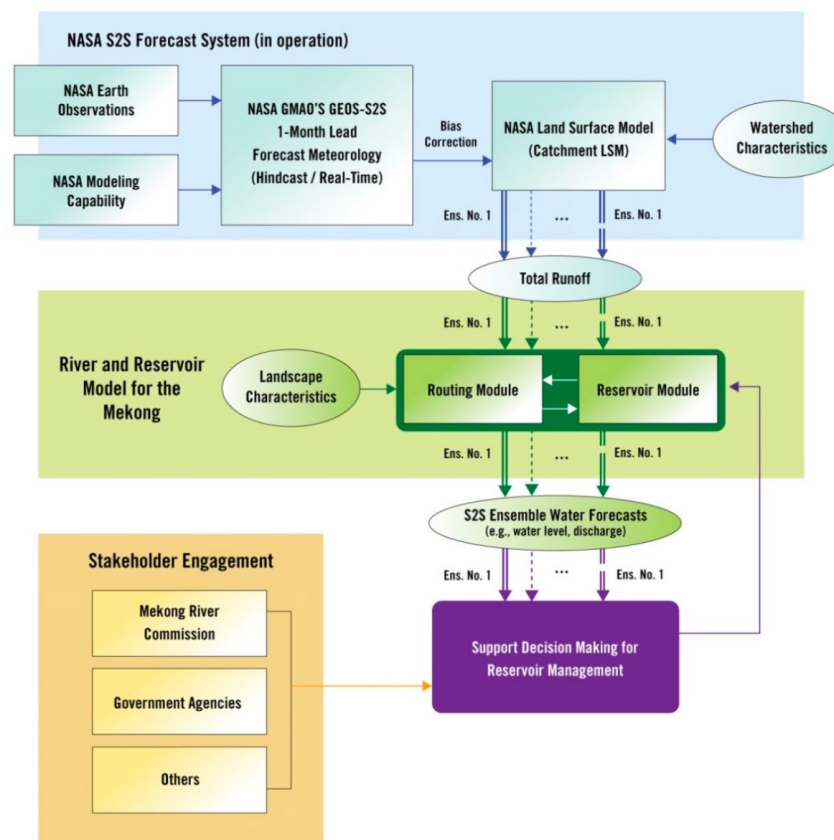 NASA S2S Forecast System (in operation)
NASA Earth
Observations
NASA Modeling
Capability
NASA GMAO'S GEOS-S2S
1-Month Lead
Forecast Meteorology
(Hindcast / Real-Time)
Bias
Correction
NASA Land Surface Model
(Catchment LSM)
Watershed
Characteristics
Ens. No. 1
...
Ens. No. 1
Total Runoff
Ens. No. 1
...
Ens. No. 1
River and Reservoir
Model for the
Mekong
Landscape
Characteristics
Routing Module
Reservoir Module
Ens. No. 1
...
Ens. No. 1
S2S Ensemble Water Forecasts
(e.g., water level, discharge)
Ens. No. 1
...
Ens. No. 1
Stakeholder Engagement
Mekong River
Commission
Government Agencies
Others
Support Decision Making for
Reservoir Management